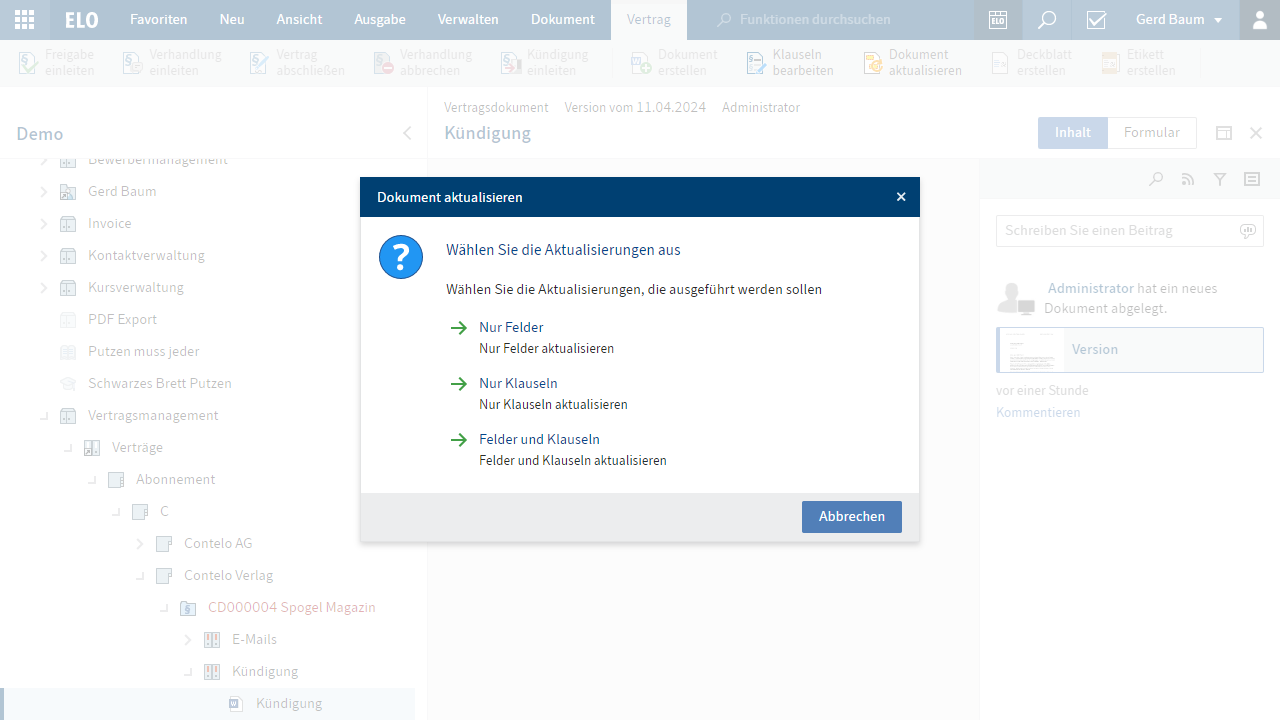 ELO Favoriten Neu Ansicht Ausgabe Verwalten Dokument Vertrag Funktionen durchsuchen ELO Gerd Baum
Freigabe einleiten
Verhandlung einleiten
Vertrag abschließen
Verhandlung abbrechen
Kündigung einleiten
Dokument erstellen
Klauseln bearbeiten
Dokument aktualisieren
Deckblatt erstellen
Etikett erstellen
Demo
Bewerbermanagement
Gerd Baum
Invoice
Kontaktverwaltung
Kursverwaltung
PDF Export
Putzen muss jeder
Schwarzes Brett Putzen
Vertragsmanagement
Verträge
Abonnement
C
Contelo AG
Contelo Verlag
CD000004 Spogel Magazin
E-Mails
Kündigung
Kündigung
Vertragsdokument Version vom 11.04.2024 Administrator
Kündigung
Inhalt Formular
Dokument aktualisieren
?
Wählen Sie die Aktualisierungen aus
Wählen Sie die Aktualisierungen, die ausgeführt werden sollen
Nur Felder
Nur Felder aktualisieren
Nur Klauseln
Nur Klauseln aktualisieren
Felder und Klauseln
Felder und Klauseln aktualisieren
Abbrechen
Schreiben Sie einen Beitrag
Administrator hat ein neues
Dokument abgelegt.
Version
vor einer Stunde
Kommentieren